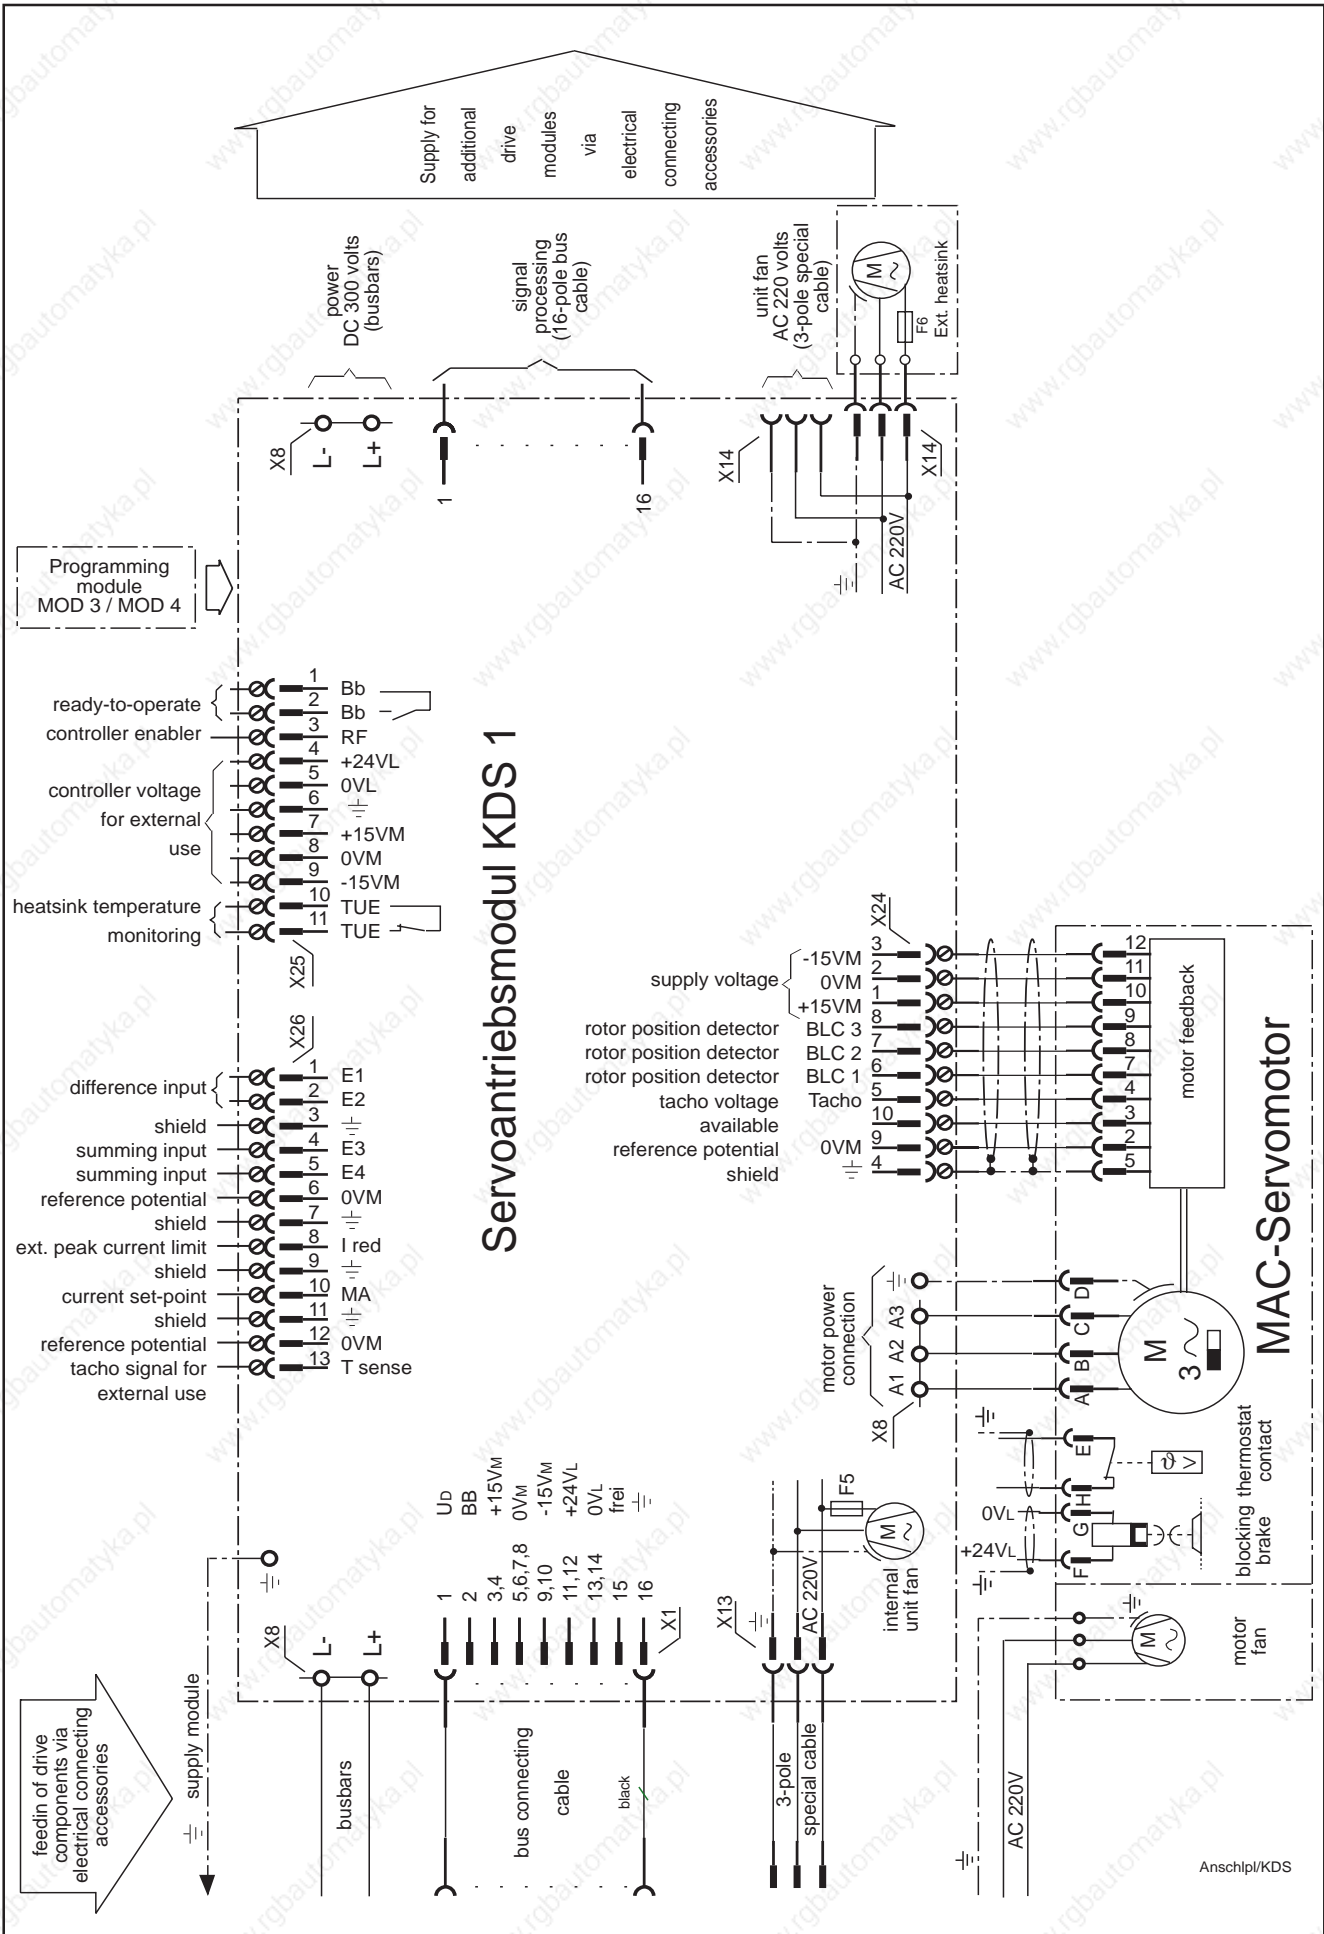 Supply for
additional
drive
modules
via
electrical
connecting
accessories
power
DC 300 volts
(busbars)
signal
processing
(16-pole bus
cable)
unit fan
AC 220 volts
(3-pole special
cable)
M
F6
Ext. heatsink
X8
L-
L+
1
16
X14
X14
AC 220V
Programming
module
MOD 3 / MOD 4
ready-to-operate
controller enabler
controller voltage
for external
use
heatsink temperature
monitoring
1 Bb
2 Bb
3 RF
4 +24VL
5 0VL
6
7 +15VM
8 0VM
9 -15VM
10 TUE
11 TUE
X25
X26
difference input
1 E1
2 E2
shield 3
summing input 4 E3
summing input 5 E4
reference potential 6 0VM
shield 7
ext. peak current limit 8 I red
shield 9
current set-point 10 MA
shield 11
reference potential 12 0VM
tacho signal for 13 T sense
external use
Servoantriebsmodul KDS 1
X24
supply voltage
-15VM 3 12
0VM 2 11
+15VM 1 10
rotor position detector BLC 3 8 9
rotor position detector BLC 2 7 8
rotor position detector BLC 1 6 7
tacho voltage Tacho 5 4
available 10 3
reference potential 0VM 9 2
shield 4 5
motor feedback
MAC-Servomotor
motor power
connection
X8
A1 A2 A3
A B C D
M
3
E
H
G
F
0VL
+24VL
ϑ >
thermostat
contact
blocking
brake
motor
fan
M
AC 220V
UD
BB
+15VM
0VM
-15VM
+24VL
0VL
frei
1
2
3,4
5,6,7,8
9,10
11,12
13,14
15
16
X1
X13
AC 220V
F5
M
internal
unit fan
X8
L-
L+
feedin of drive
components via
electrical connecting
accessories
supply module
busbars
bus connecting
cable
black
3-pole
special cable
Anschlpl/KDS
www.rgbautomatyka.pl